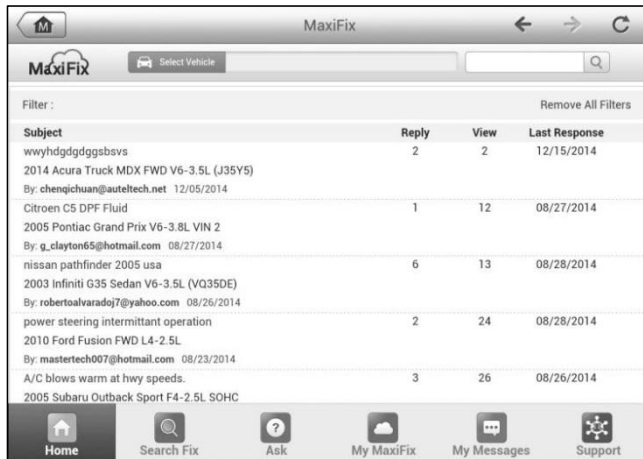 M
MaxiFix
MaxiFix
Select Vehicle
Filter :
Remove All Filters
Subject Reply View Last Response
wwyhdgdgdggsbsvs 2 2 12/15/2014
2014 Acura Truck MDX FWD V6-3.5L (J35Y5)
By: chenqichuan@auteltech.net 12/05/2014
Citroen C5 DPF Fluid 1 12 08/27/2014
2005 Pontiac Grand Prix V6-3.8L VIN 2
By: g_clayton65@hotmail.com 08/27/2014
nissan pathfinder 2005 usa 6 13 08/28/2014
2003 Infiniti G35 Sedan V6-3.5L (VQ35DE)
By: robertoalvaradoj7@yahoo.com 08/26/2014
power steering intermittant operation 2 24 08/28/2014
2010 Ford Fusion FWD L4-2.5L
By: mastertech007@hotmail.com 08/23/2014
A/C blows warm at hwy speeds. 3 26 08/26/2014
2005 Subaru Outback Sport F4-2.5L SOHC
Home Search Fix Ask My MaxiFix My Messages Support